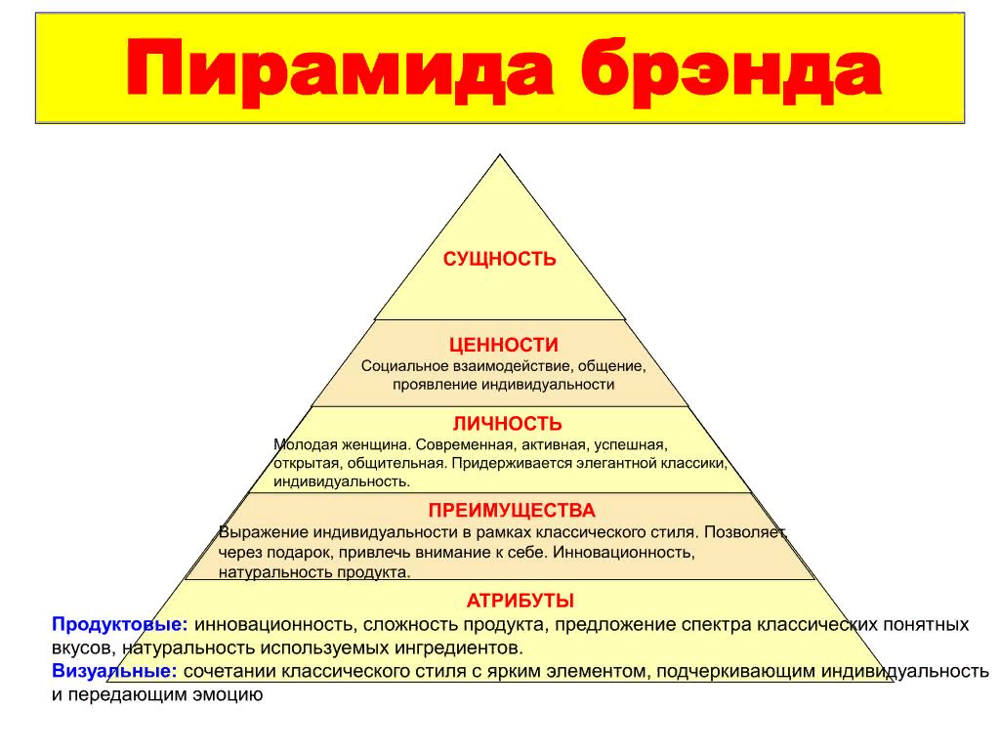 Пирамида брэнда
СУЩНОСТЬ
ЦЕННОСТИ
Социальное взаимодействие, общение,
проявление индивидуальности
ЛИЧНОСТЬ
Молодая женщина. Современная, активная, успешная,
открытая, общительная. Придерживается элегантной классики,
индивидуальность.
ПРЕИМУЩЕСТВА
Выражение индивидуальности в рамках классического стиля. Позволяет,
через подарок, привлечь внимание к себе. Инновационность,
натуральность продукта.
АТРИБУТЫ
Продуктовые: инновационность, сложность продукта, предложение спектра классических понятных
вкусов, натуральность используемых ингредиентов.
Визуальные: сочетании классического стиля с ярким элементом, подчеркивающим индивидуальность
и передающим эмоцию